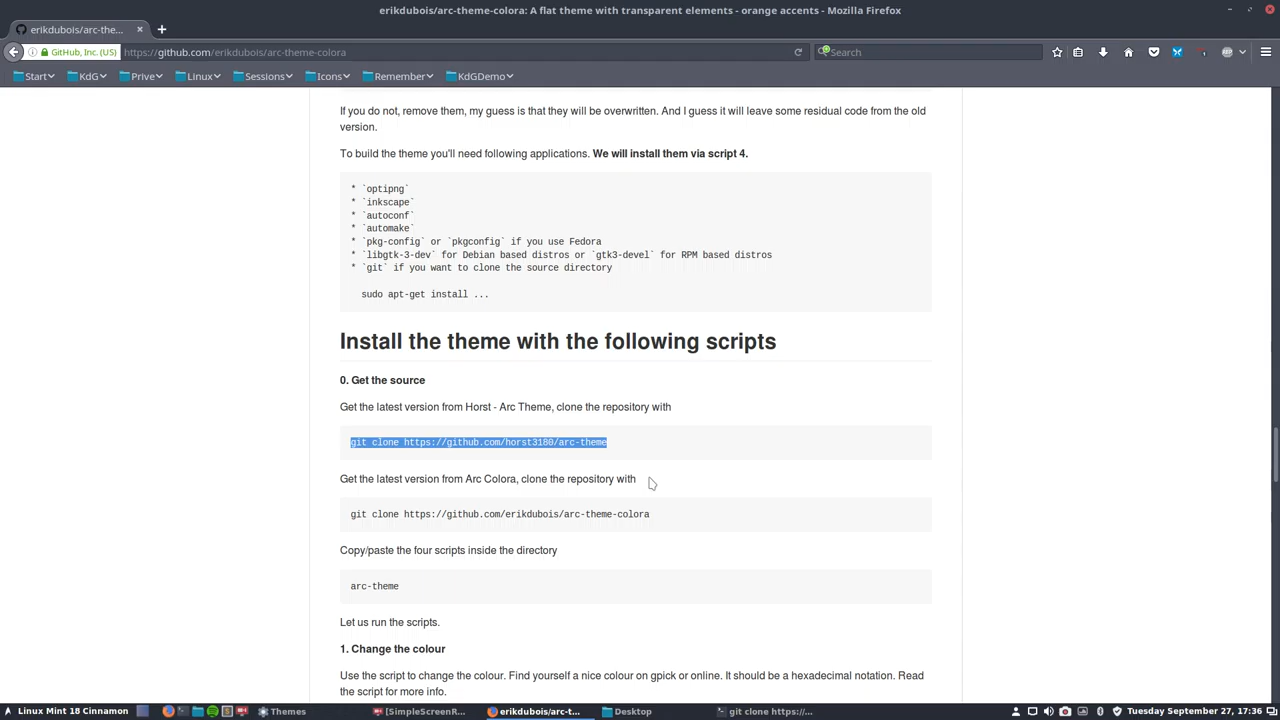 erikdubois/arc-theme-colora: A flat theme with transparent elements - orange accents - Mozilla Firefox
erikdubois/arc-the...
GitHub, Inc. (US)
https://github.com/erikdubois/arc-theme-colora
Search
Start
KdG
Prive
Linux
Sessions
Icons
Remember
KdGDemo
If you do not, remove them, my guess is that they will be overwritten. And I guess it will leave some residual code from the old
version.
To build the theme you'll need following applications. We will install them via script 4.
* `optipng`
* `inkscape`
* `autoconf`
* `automake`
* `pkg-config` or `pkgconfig` if you use Fedora
* `libgtk-3-dev` for Debian based distros or `gtk3-devel` for RPM based distros
* `git` if you want to clone the source directory
sudo apt-get install ...
Install the theme with the following scripts
0. Get the source
Get the latest version from Horst - Arc Theme, clone the repository with
git clone https://github.com/horst3180/arc-theme
Get the latest version from Arc Colora, clone the repository with
git clone https://github.com/erikdubois/arc-theme-colora
Copy/paste the four scripts inside the directory
arc-theme
Let us run the scripts.
1. Change the colour
Use the script to change the colour. Find yourself a nice colour on gpick or online. It should be a hexadecimal notation. Read
the script for more info.
Linux Mint 18 Cinnamon
Themes
[SimpleScreenR...
erikdubois/arc-t...
Desktop
git clone https:/...
Tuesday September 27, 17:36